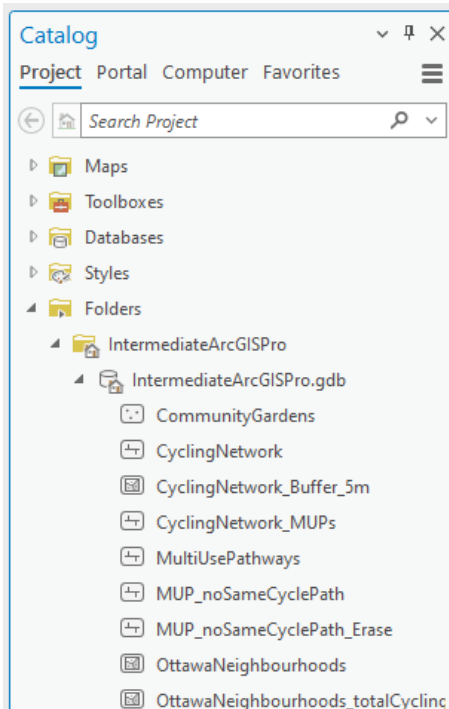 Catalog
Project Portal Computer Favorites
Search Project
Maps
Toolboxes
Databases
Styles
Folders
IntermediateArcGISPro
IntermediateArcGISPro.gdb
CommunityGardens
CyclingNetwork
CyclingNetwork_Buffer_5m
CyclingNetwork_MUPs
MultiUsePathways
MUP_noSameCyclePath
MUP_noSameCyclePath_Erase
OttawaNeighbourhoods
OttawaNeighbourhoods_totalCycling